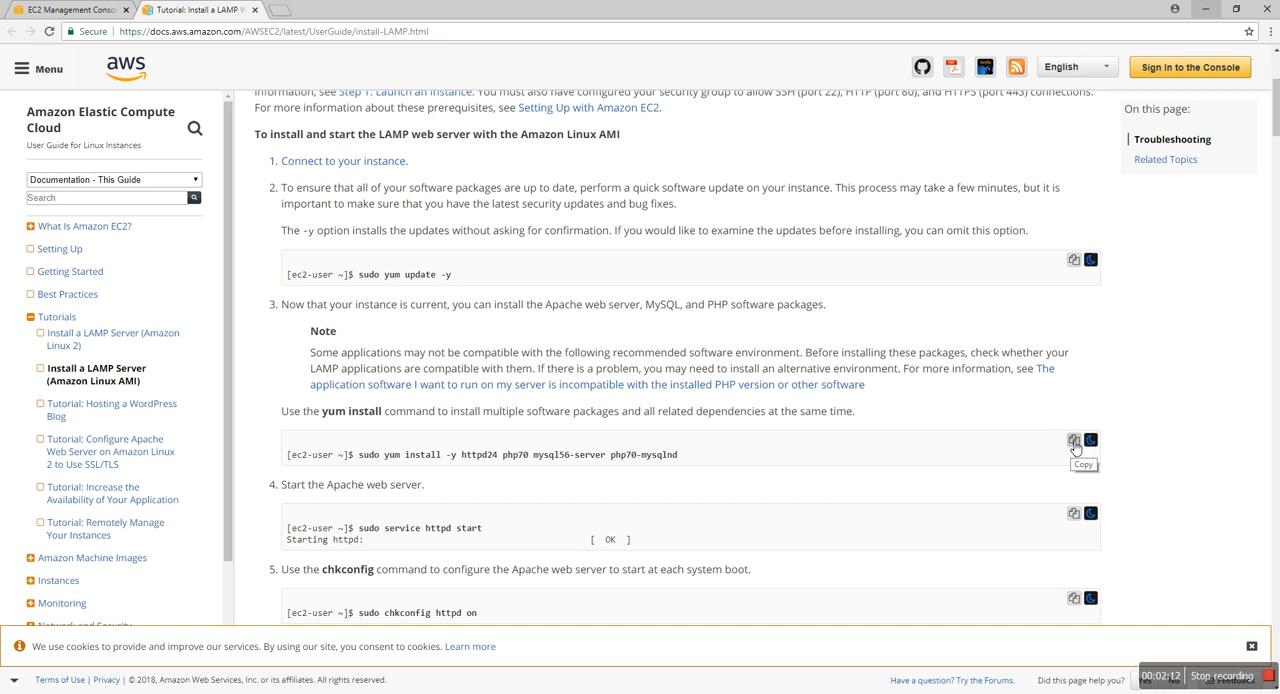 EC2 Management Conso
Tutorial: Install a LAMP W
Secure
https://docs.aws.amazon.com/AWSEC2/latest/UserGuide/install-LAMP.html
Menu
aws
PDF
kindle
English
Sign In to the Console
Amazon Elastic Compute
Cloud
User Guide for Linux Instances
Documentation - This Guide
Search
What Is Amazon EC2?
Setting Up
Getting Started
Best Practices
Tutorials
Install a LAMP Server (Amazon
Linux 2)
Install a LAMP Server
(Amazon Linux AMI)
Tutorial: Hosting a WordPress
Blog
Tutorial: Configure Apache
Web Server on Amazon Linux
2 to Use SSL/TLS
Tutorial: Increase the
Availability of Your Application
Tutorial: Remotely Manage
Your Instances
Amazon Machine Images
Instances
Monitoring
Network and Security
information, see Step 1: Launch an Instance. You must also have configured your security group to allow SSH (port 22), HTTP (port 80), and HTTPS (port 443) connections.
For more information about these prerequisites, see Setting Up with Amazon EC2.
To install and start the LAMP web server with the Amazon Linux AMI
1. Connect to your instance.
2. To ensure that all of your software packages are up to date, perform a quick software update on your instance. This process may take a few minutes, but it is
important to make sure that you have the latest security updates and bug fixes.
The -y option installs the updates without asking for confirmation. If you would like to examine the updates before installing, you can omit this option.
[ec2-user ~]$ sudo yum update -y
3. Now that your instance is current, you can install the Apache web server, MySQL, and PHP software packages.
Note
Some applications may not be compatible with the following recommended software environment. Before installing these packages, check whether your
LAMP applications are compatible with them. If there is a problem, you may need to install an alternative environment. For more information, see The
application software I want to run on my server is incompatible with the installed PHP version or other software
Use the yum install command to install multiple software packages and all related dependencies at the same time.
[ec2-user ~]$ sudo yum install -y httpd24 php70 mysql56-server php70-mysqlnd
Copy
4. Start the Apache web server.
[ec2-user ~]$ sudo service httpd start
Starting httpd: [ OK ]
5. Use the chkconfig command to configure the Apache web server to start at each system boot.
[ec2-user ~]$ sudo chkconfig httpd on
On this page:
Troubleshooting
Related Topics
We use cookies to provide and improve our services. By using our site, you consent to cookies. Learn more
Terms of Use | Privacy | © 2018, Amazon Web Services, Inc. or its affiliates. All rights reserved.
Have a question? Try the Forums.
Did this page help you?
Yes
No
Feedback
00:02:12
Stop recording